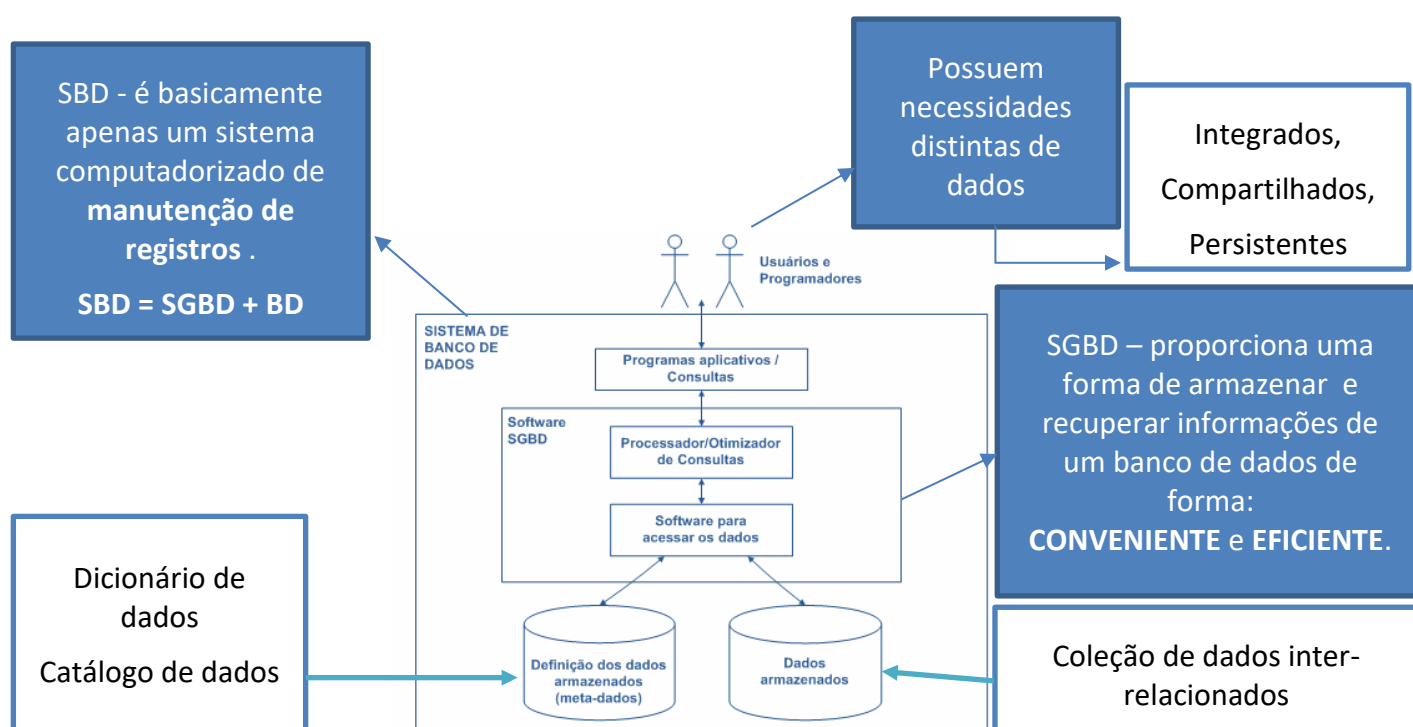 SBD - é basicamente
apenas um sistema
computadorizado de
manutenção de
registros .
SBD = SGBD + BD
Possuem
necessidades
distintas de
dados
Integrados,
Compartilhados,
Persistentes
Usuários e
Programadores
SISTEMA DE
BANCO DE
DADOS
Programas aplicativos /
Consultas
Software
SGBD
Processador/Otimizador
de Consultas
Software para
acessar os dados
SGBD – proporciona uma
forma de armazenar e
recuperar informações de
um banco de dados de
forma:
CONVENIENTE e EFICIENTE.
Dicionário de
dados
Catálogo de dados
Definição dos dados
armazenados
(meta-dados)
Dados
armazenados
Coleção de dados inter-
relacionados